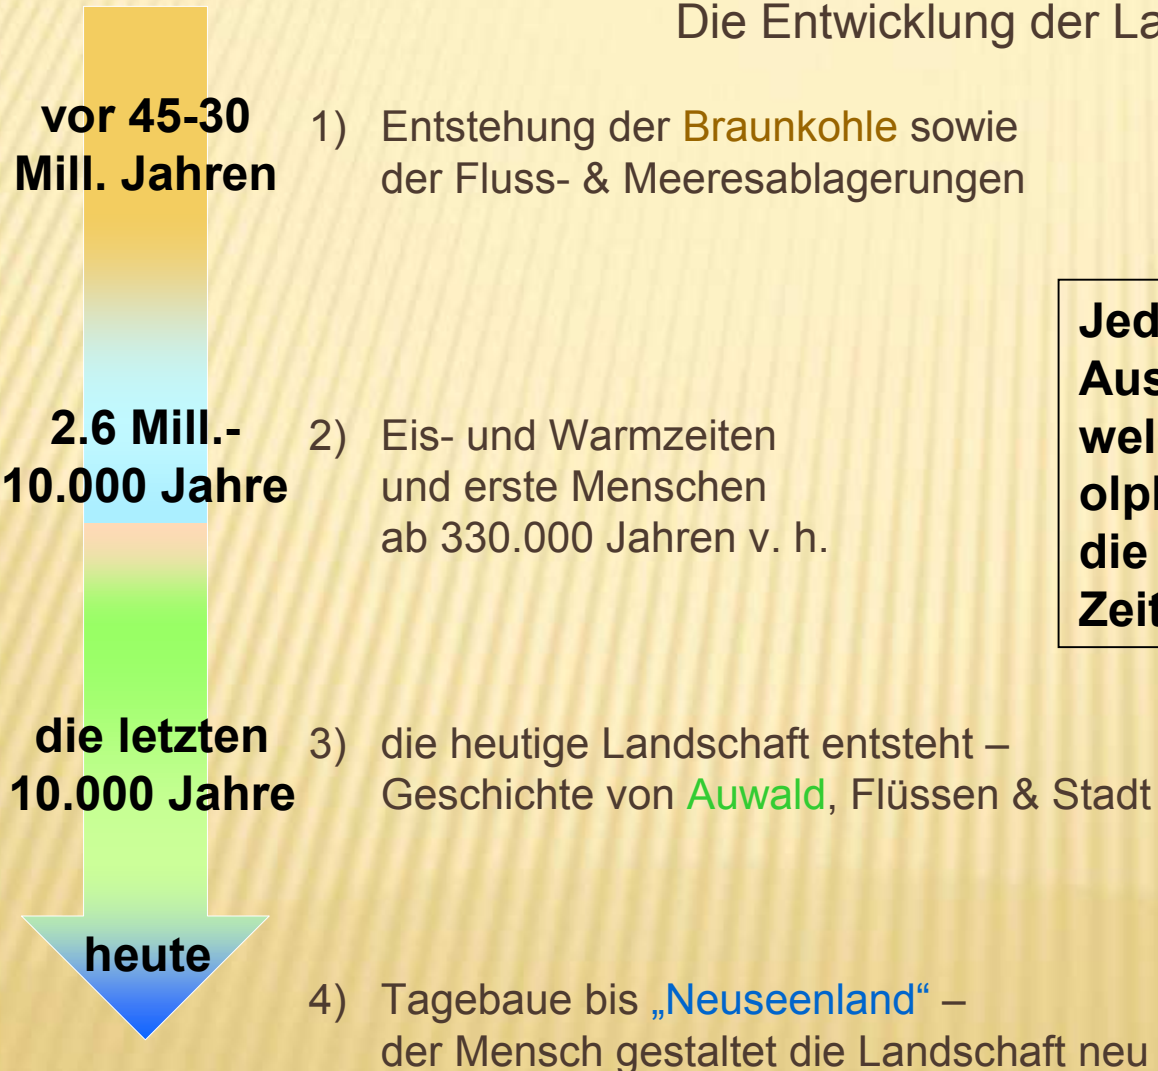 Die Entwicklung der La
vor 45-30
Mill. Jahren
1) Entstehung der Braunkohle sowie
der Fluss- & Meeresablagerungen
2.6 Mill.-
10.000 Jahre
2) Eis- und Warmzeiten
und erste Menschen
ab 330.000 Jahren v. h.
Jed
Aus
wel
die
Zeit
die letzten
10.000 Jahre
3) die heutige Landschaft entsteht –
Geschichte von Auwald, Flüssen & Stadt
heute
4) Tagebaue bis „Neuseenland“ –
der Mensch gestaltet die Landschaft neu